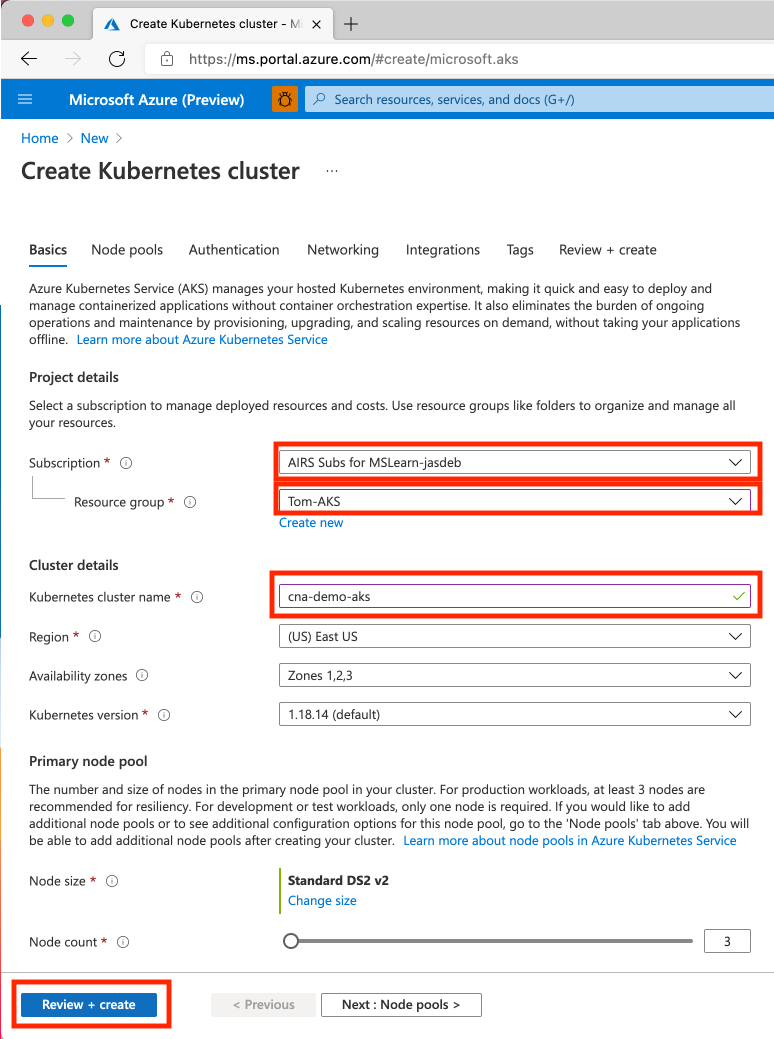 Create Kubernetes cluster - Mi
https://ms.portal.azure.com/#create/microsoft.aks
Microsoft Azure (Preview)
Search resources, services, and docs (G+/)
Home > New >
Create Kubernetes cluster ...
Basics Node pools Authentication Networking Integrations Tags Review + create
Azure Kubernetes Service (AKS) manages your hosted Kubernetes environment, making it quick and easy to deploy and
manage containerized applications without container orchestration expertise. It also eliminates the burden of ongoing
operations and maintenance by provisioning, upgrading, and scaling resources on demand, without taking your applications
offline. Learn more about Azure Kubernetes Service
Project details
Select a subscription to manage deployed resources and costs. Use resource groups like folders to organize and manage all
your resources.
Subscription * AIRS Subs for MSLearn-jasdeb
Resource group * Tom-AKS
Create new
Cluster details
Kubernetes cluster name * cna-demo-aks
Region * (US) East US
Availability zones Zones 1,2,3
Kubernetes version * 1.18.14 (default)
Primary node pool
The number and size of nodes in the primary node pool in your cluster. For production workloads, at least 3 nodes are
recommended for resiliency. For development or test workloads, only one node is required. If you would like to add
additional node pools or to see additional configuration options for this node pool, go to the 'Node pools' tab above. You will
be able to add additional node pools after creating your cluster. Learn more about node pools in Azure Kubernetes Service
Node size * Standard DS2 v2
Change size
Node count * 3
Review + create < Previous Next : Node pools >